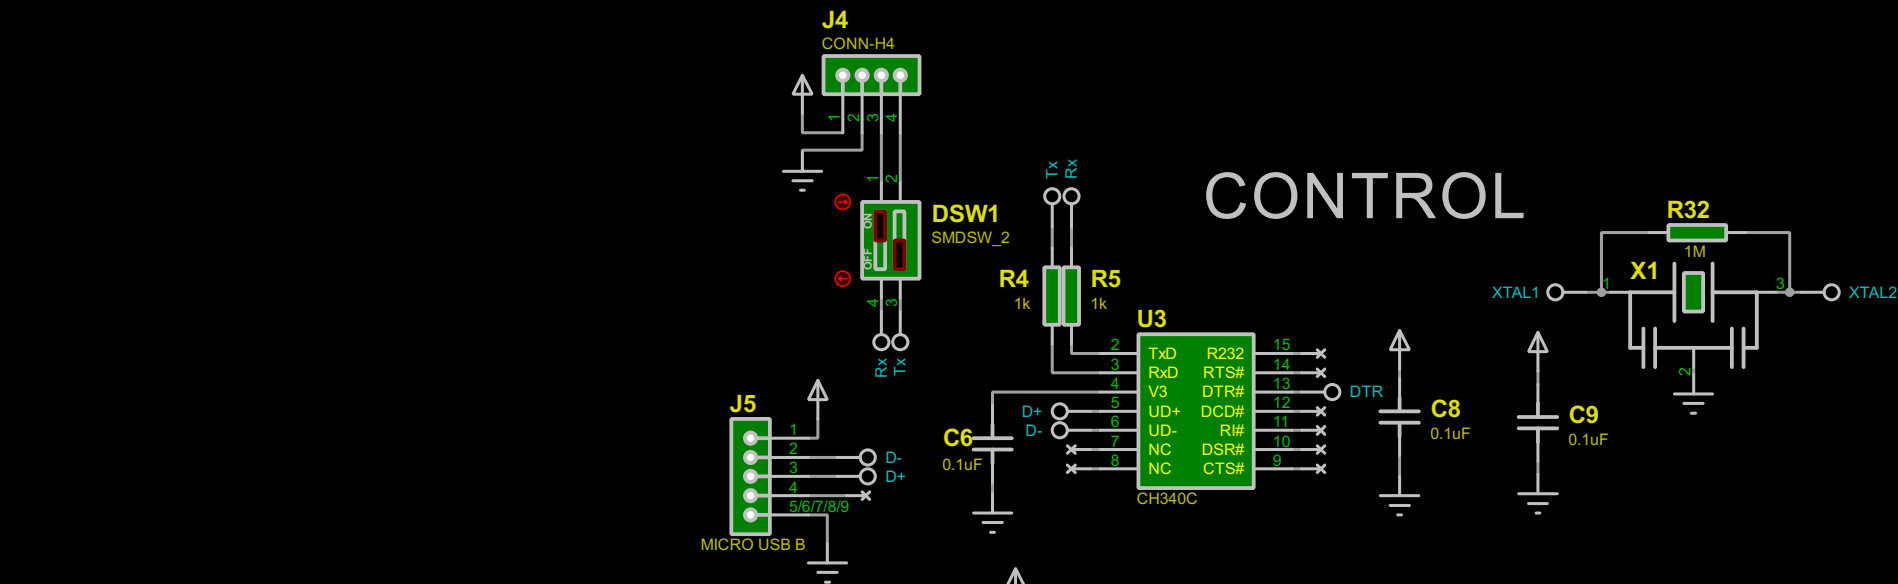 J4
CONN-H4
1 2 3 4
1 2
ON
OFF
DSW1
SMDSW_2
4 3
Rx Tx
J5
1
2
3
4
5/6/7/8/9
D-
D+
MICRO USB B
Tx Rx
R4
1k
R5
1k
U3
2 TxD R232 15
3 RxD RTS# 14
4 V3 DTR# 13 DTR
D+ 5 UD+ DCD# 12
D- 6 UD- RI# 11
7 NC DSR# 10
8 NC CTS# 9
CH340C
C6
0.1uF
CONTROL
C8
0.1uF
C9
0.1uF
R32
1M
X1
XTAL1 1 3 XTAL2
2